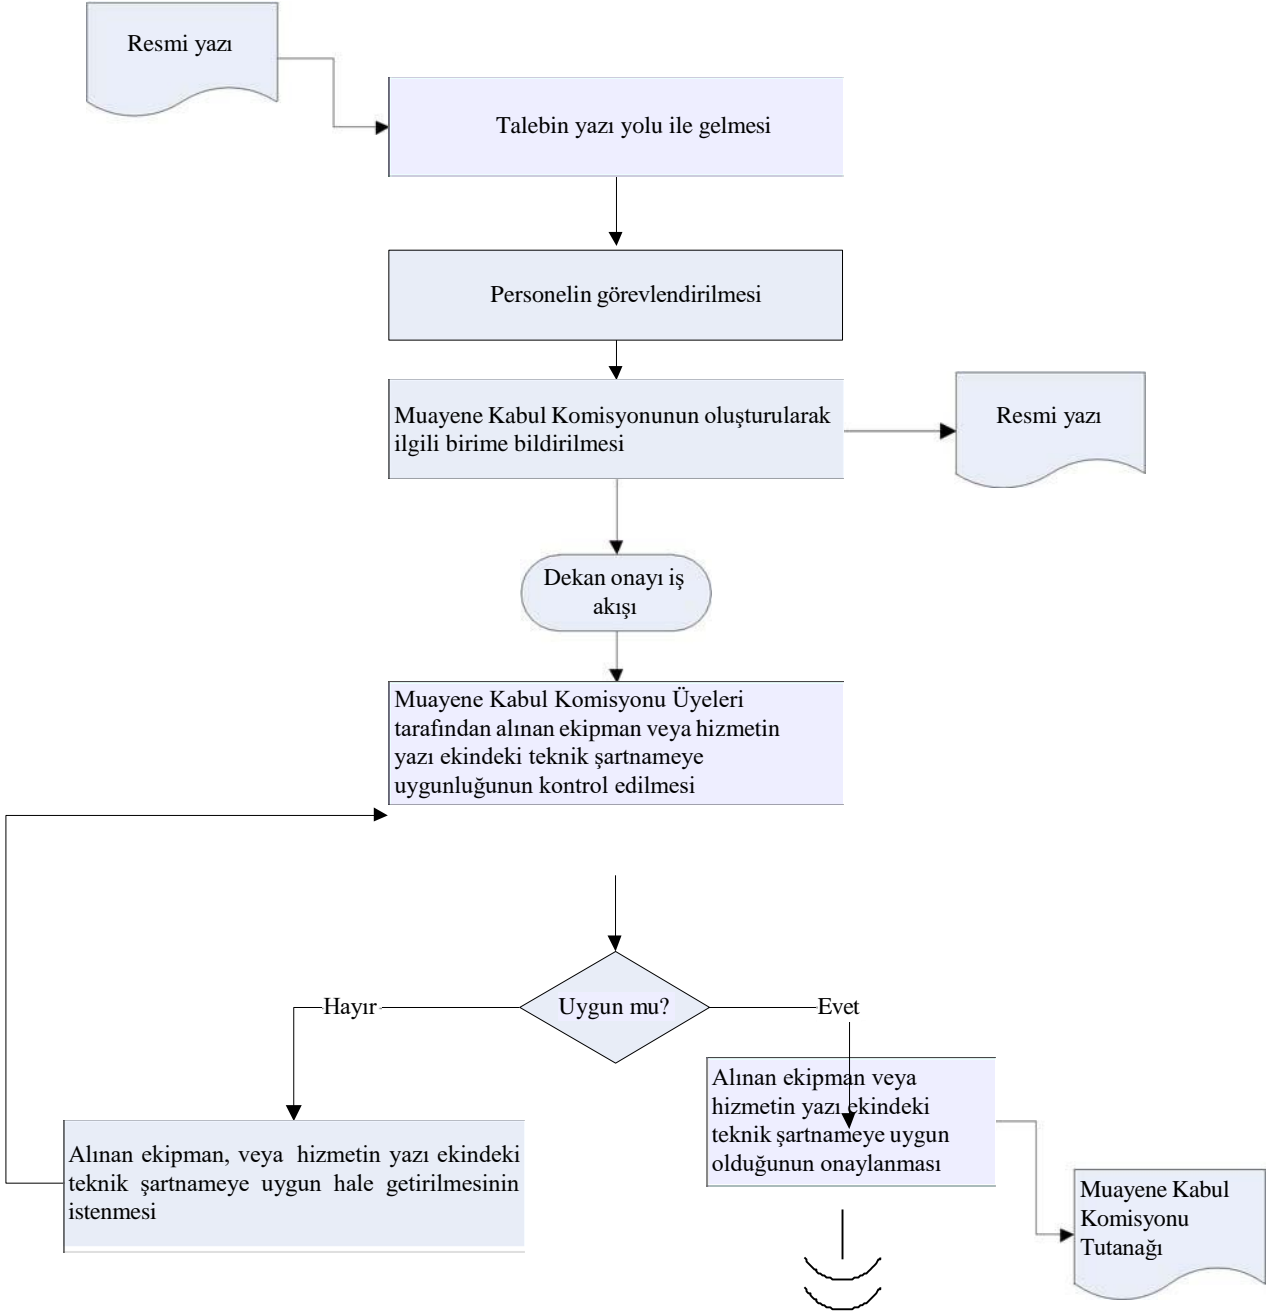 Resmi yazı
Talebin yazı yolu ile gelmesi
Personelin görevlendirilmesi
Muayene Kabul Komisyonunun oluşturularak
ilgili birime bildirilmesi
Resmi yazı
Dekan onayı iş
akışı
Muayene Kabul Komisyonu Üyeleri
tarafından alınan ekipman veya hizmetin
yazı ekindeki teknik şartnameye
uygunluğunun kontrol edilmesi
Hayır
Uygun mu?
Evet
Alınan ekipman veya
hizmetin yazı ekindeki
teknik şartnameye uygun
olduğunun onaylanması
Alınan ekipman, veya hizmetin yazı ekindeki
teknik şartnameye uygun hale getirilmesinin
istenmesi
Muayene Kabul
Komisyonu
Tutanağı